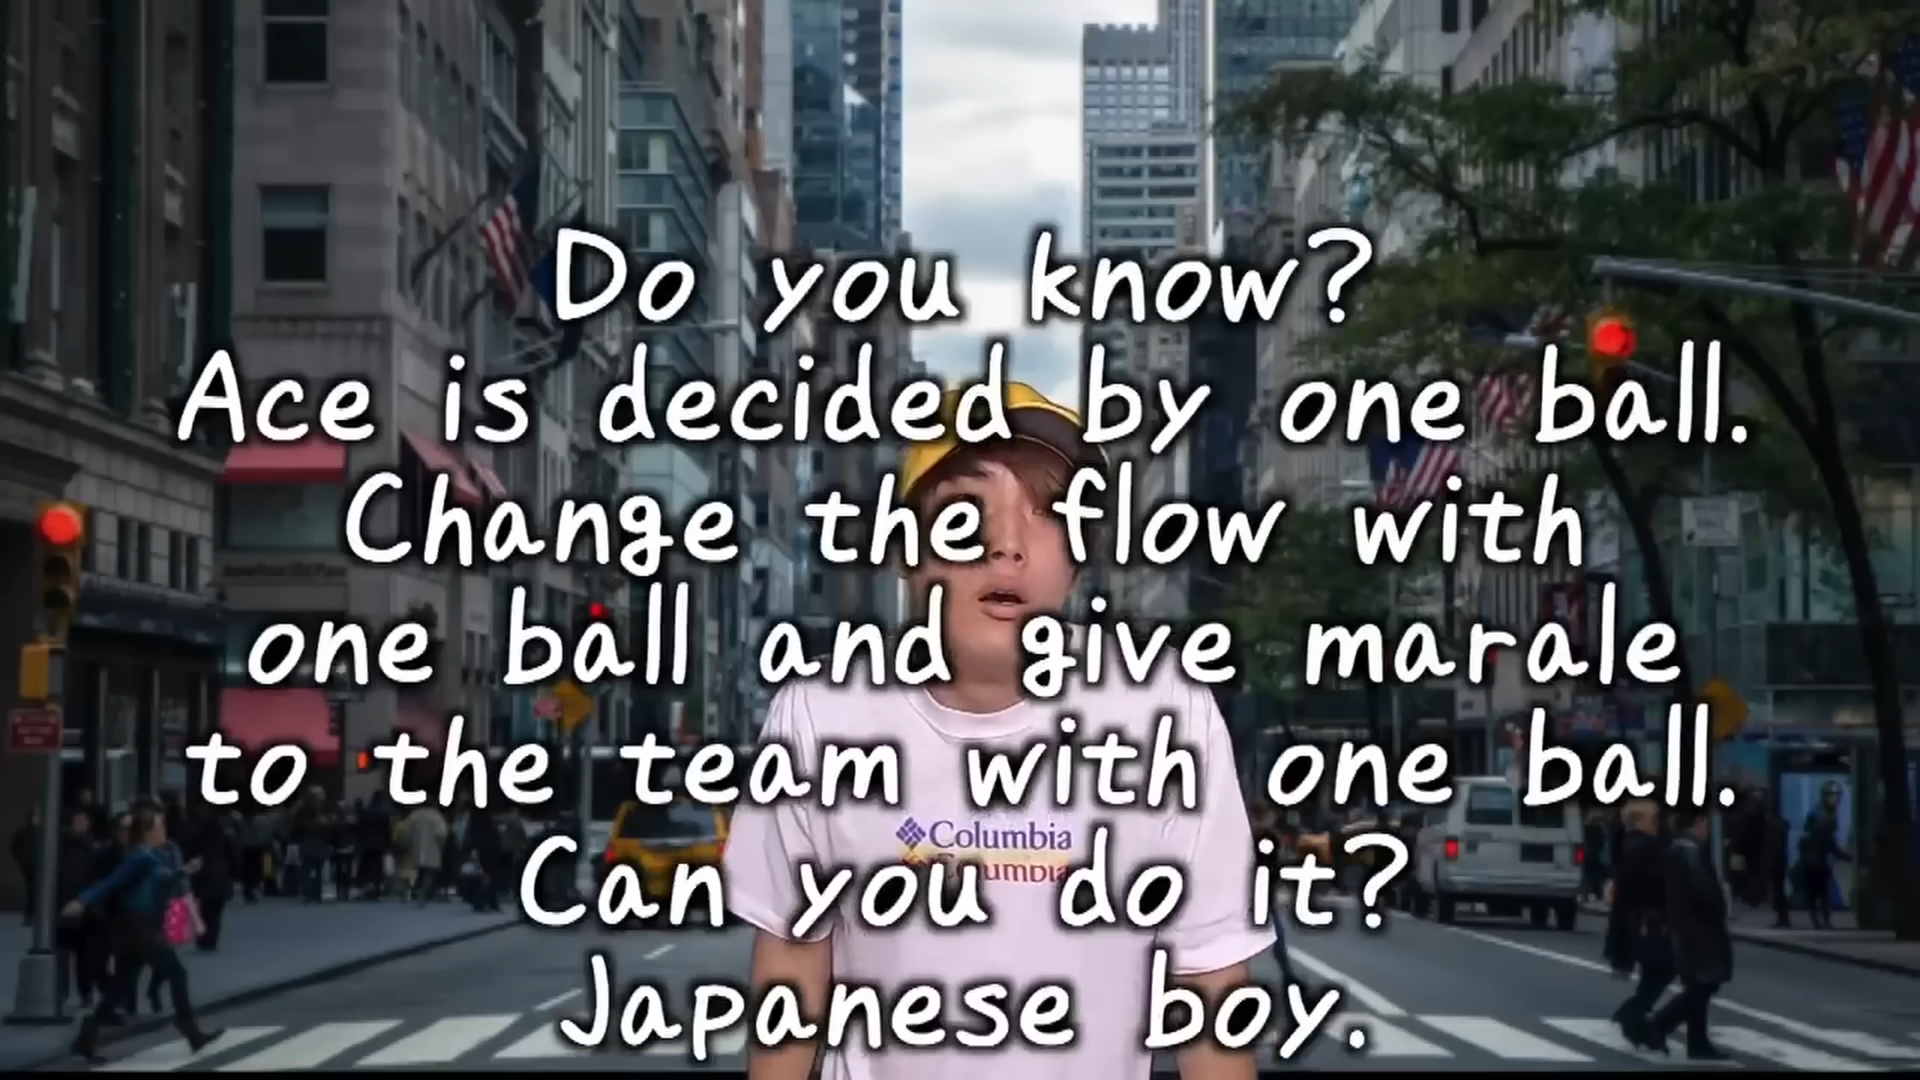 Do you know?
Ace is decided by one ball.
Change the flow with
one ball and give marale
to the team with one ball.
Can you do it?
Japanese boy.
Columbia
Columbia